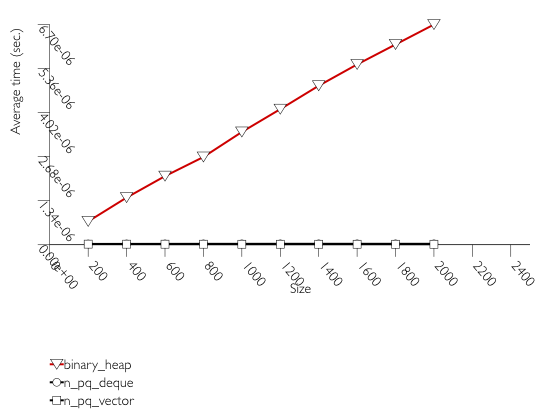 Average time (sec.)
6.70e-06
5.36e-06
4.02e-06
2.68e-06
1.34e-06
0.00e+00
0
200
400
600
800
1000
1200
1400
1600
1800
2000
2200
2400
Size
binary_heap
n_pq_deque
n_pq_vector